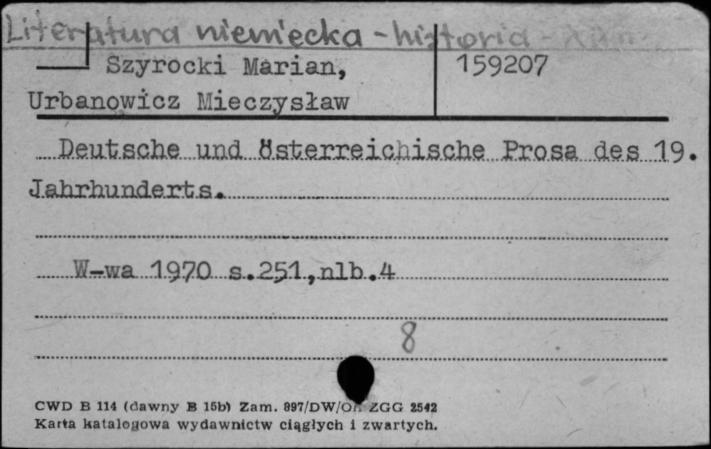 Literatura niemiecka - historia -
Szyrocki Marian, 159207
Urbanowicz Mieczysław
Deutsche und österreichische Prosa des 19.
Jahrhunderts.
W-wa 1970 s.251,nlb.4
8
CWD B 114 (dawny B 15b) Zam. 897/DW/ ZGG 2542
Karta katalogowa wydawnictw ciągłych i zwartych.